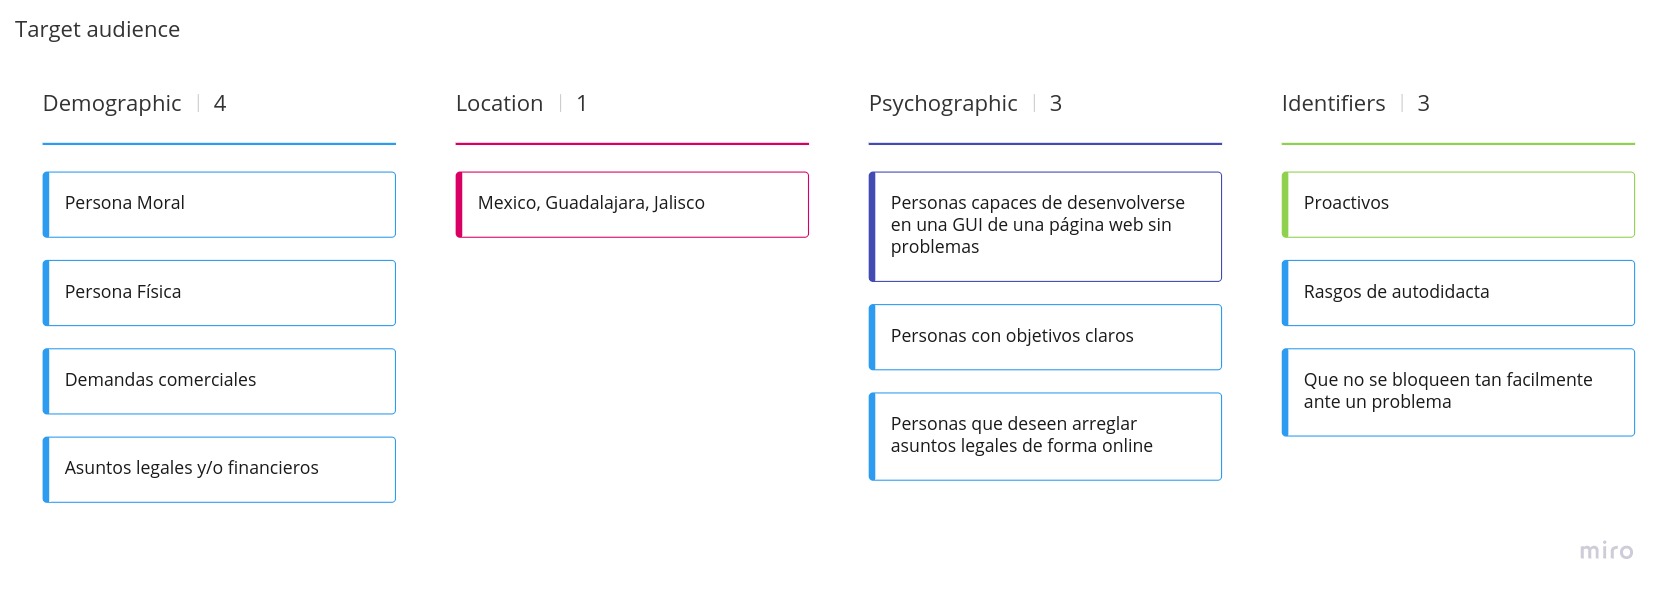 Target audience
Demographic | 4
Persona Moral
Persona Física
Demandas comerciales
Asuntos legales y/o financieros
Location | 1
Mexico, Guadalajara, Jalisco
Psychographic | 3
Personas capaces de desenvolverse
en una GUI de una página web sin
problemas
Personas con objetivos claros
Personas que deseen arreglar
asuntos legales de forma online
Identifiers | 3
Proactivos
Rasgos de autodidacta
Que no se bloqueen tan facilmente
ante un problema
miro